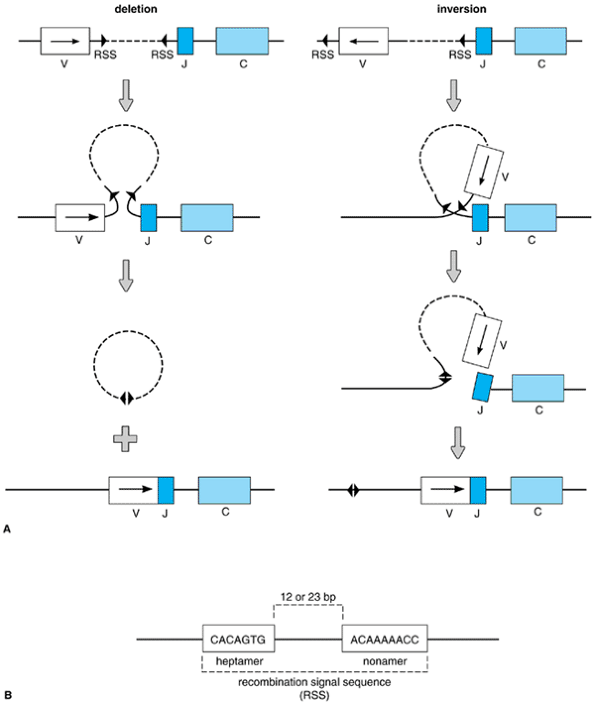 deletion
inversion
V RSS RSS J C
RSS V RSS J C
V J C
V
J C
V
J C
V J C
V J C
A
12 or 23 bp
CACAGTG ACAAAAACC
heptamer nonamer
recombination signal sequence
(RSS)
B